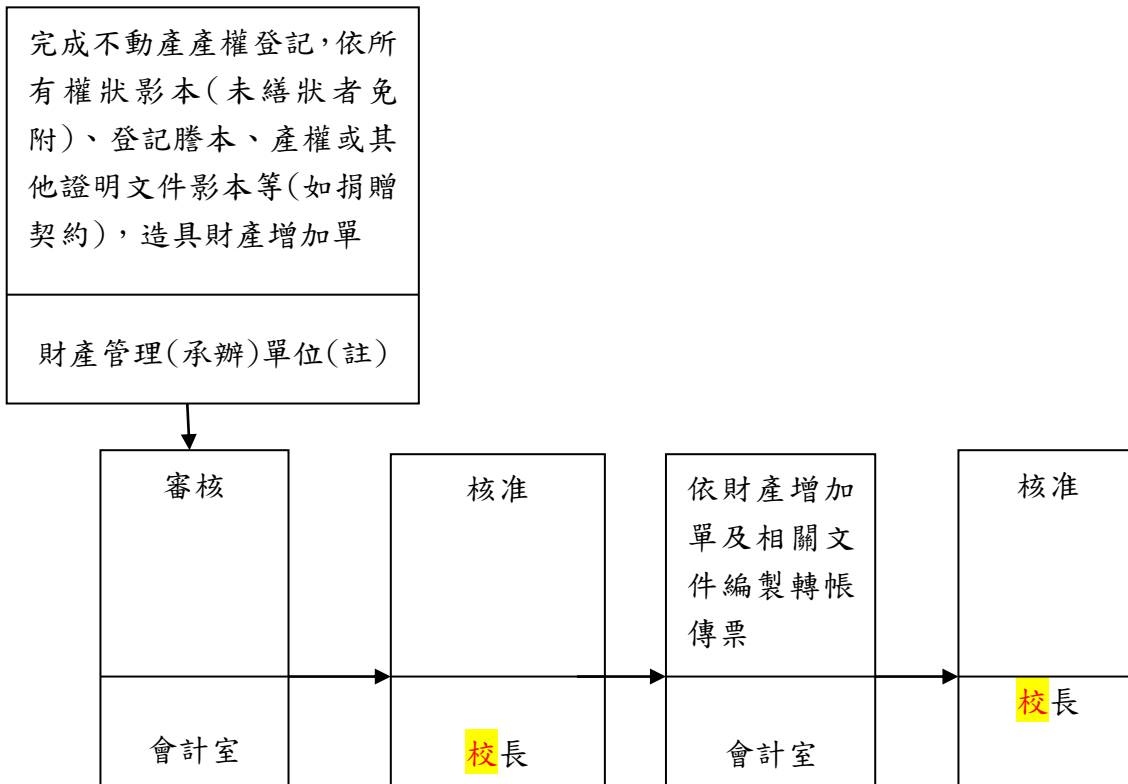 完成不動產產權登記,依所
有權狀影本(未繕狀者免
附)、登記謄本、產權或其
他證明文件影本等(如捐贈
契約),造具財產增加單
財產管理(承辦)單位(註)
審核
會計室
核准
校長
依財產增加
單及相關文
件編製轉帳
傳票
會計室
核准
校長